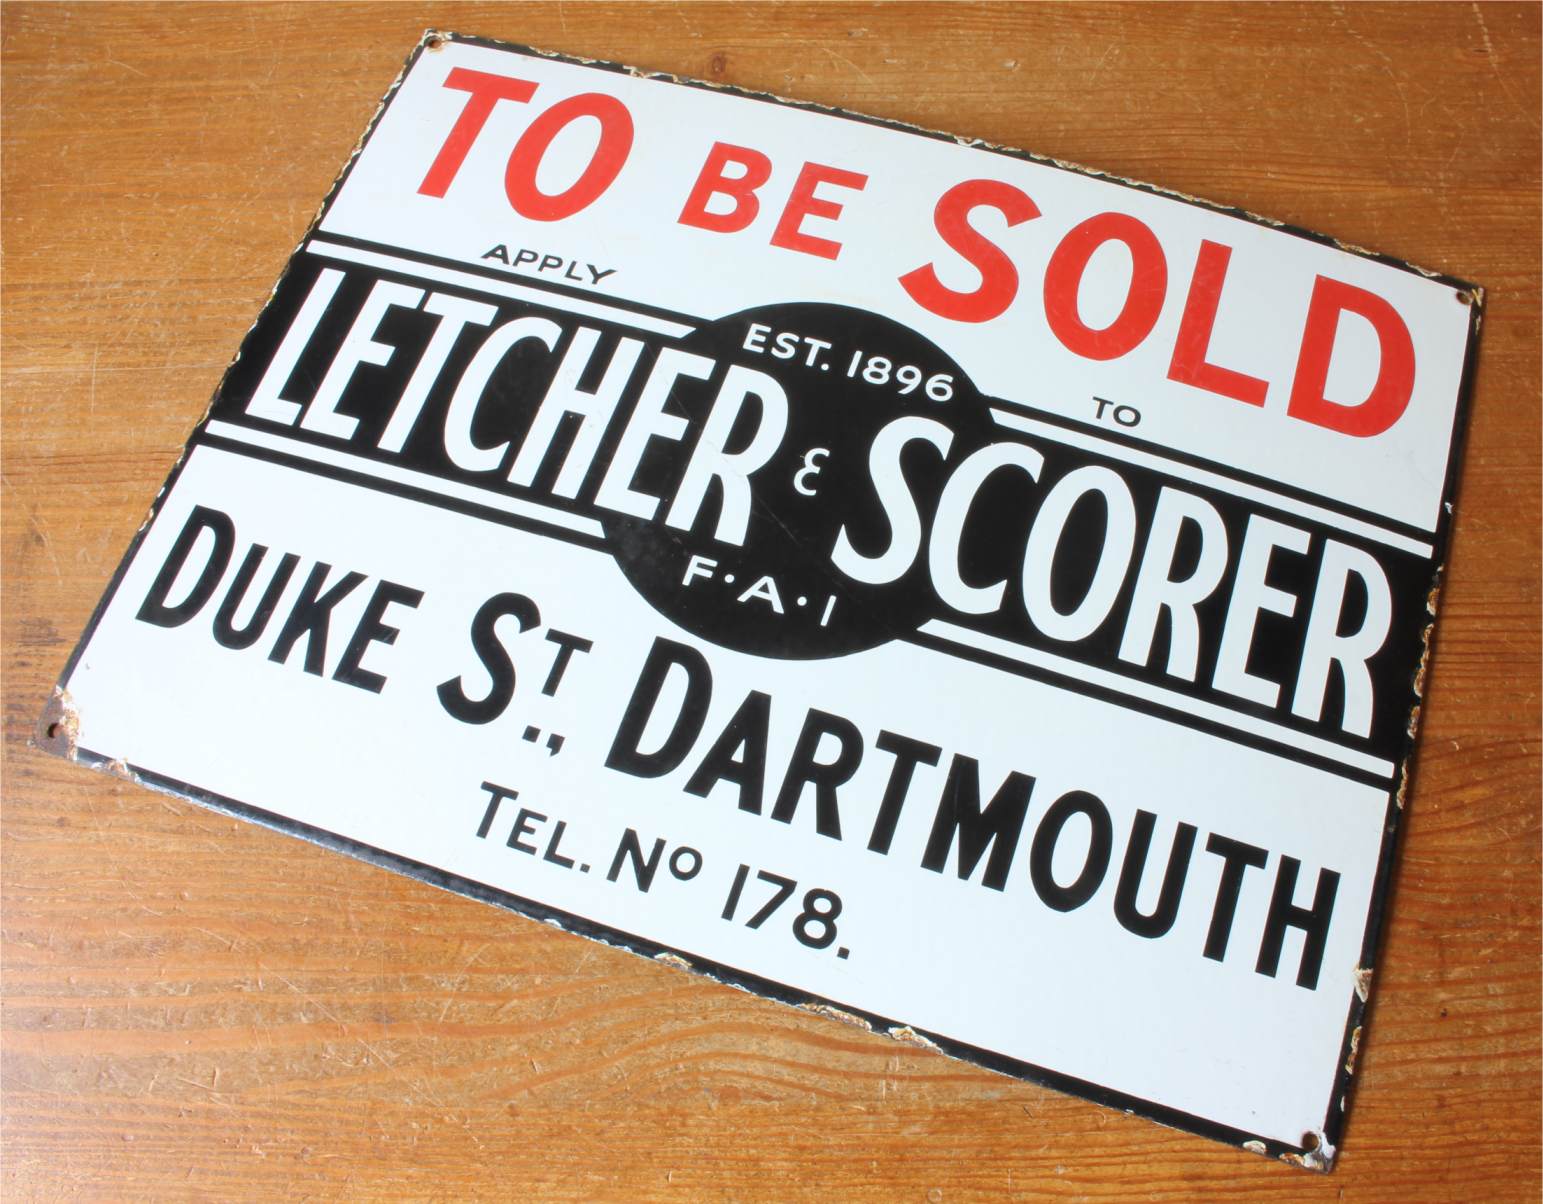 TO BE SOLD
APPLY TO
EST. 1896
LETCHER & SCORER
F·A·I
DUKE ST., DARTMOUTH
TEL. NO 178.